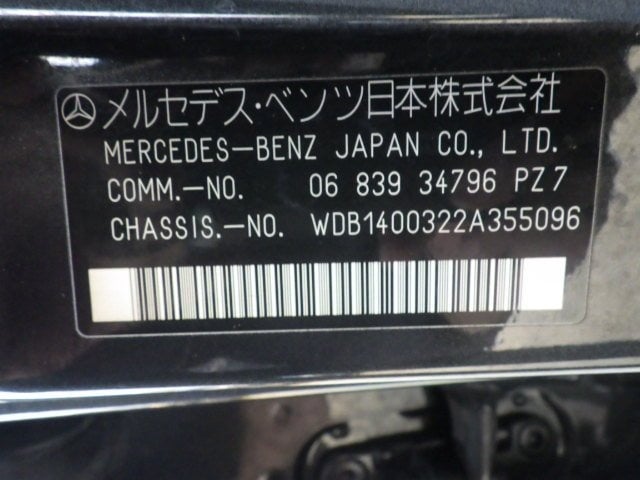 メルセデス・ベンツ日本株式会社
MERCEDES-BENZ JAPAN CO., LTD.
COMM.-NO. 06 839 34796 PZ7
CHASSIS.-NO. WDB1400322A355096